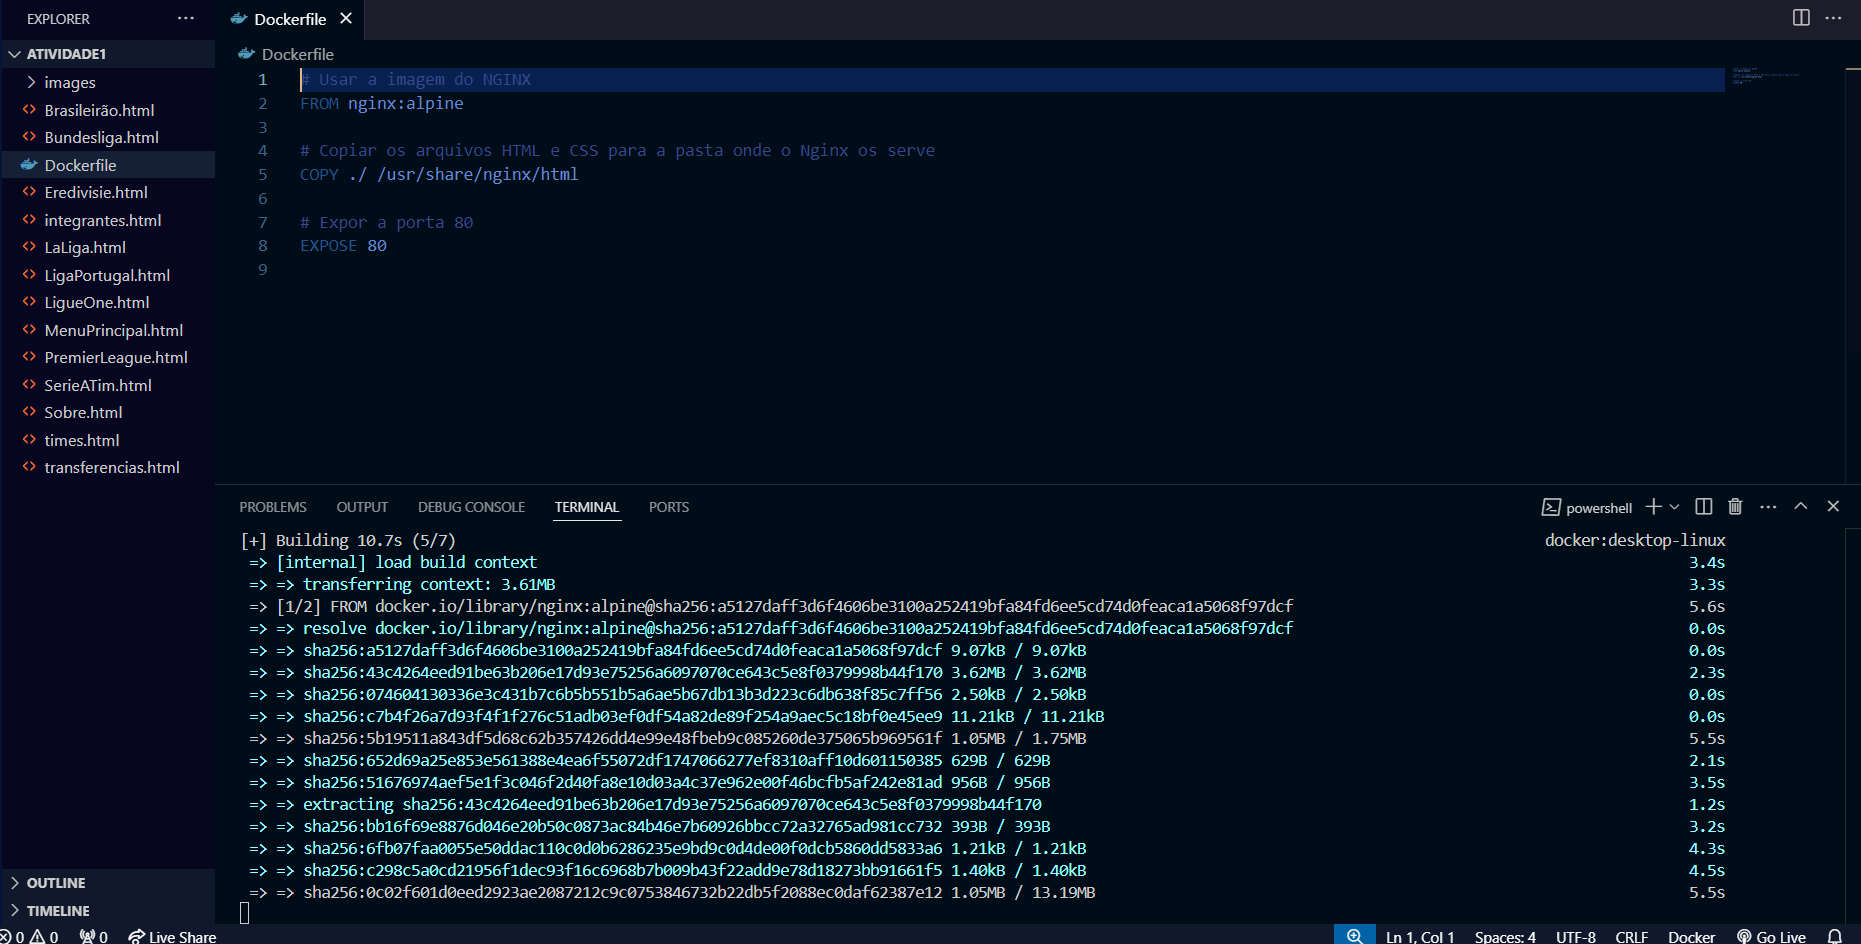 EXPLORER
ATIVIDADE1
images
Brasileirão.html
Bundesliga.html
Dockerfile
Eredivisie.html
integrantes.html
LaLiga.html
LigaPortugal.html
LigueOne.html
MenuPrincipal.html
PremierLeague.html
SerieATim.html
Sobre.html
times.html
transferencias.html
OUTLINE
TIMELINE
Dockerfile
Dockerfile
1 # Usar a imagem do NGINX
2 FROM nginx:alpine
3
4 # Copiar os arquivos HTML e CSS para a pasta onde o Nginx os serve
5 COPY ./ /usr/share/nginx/html
6
7 # Expor a porta 80
8 EXPOSE 80
9
PROBLEMS OUTPUT DEBUG CONSOLE TERMINAL PORTS powershell
[+] Building 10.7s (5/7) docker:desktop-linux
=> [internal] load build context 3.4s
=> => transferring context: 3.61MB 3.3s
=> [1/2] FROM docker.io/library/nginx:alpine@sha256:a5127daff3d6f4606be3100a252419bfa84fd6ee5cd74d0feaca1a5068f97dcf 5.6s
=> => resolve docker.io/library/nginx:alpine@sha256:a5127daff3d6f4606be3100a252419bfa84fd6ee5cd74d0feaca1a5068f97dcf 0.0s
=> => sha256:a5127daff3d6f4606be3100a252419bfa84fd6ee5cd74d0feaca1a5068f97dcf 9.07kB / 9.07kB 0.0s
=> => sha256:43c4264eed91be63b206e17d93e75256a6097070ce643c5e8f0379998b44f170 3.62MB / 3.62MB 2.3s
=> => sha256:074604130336e3c431b7c6b5b551b5a6ae5b67db13b3d223c6db638f85c7ff56 2.50kB / 2.50kB 0.0s
=> => sha256:c7b4f26a7d93f4f1f276c51adb03ef0df54a82de89f254a9aec5c18bf0e45ee9 11.21kB / 11.21kB 0.0s
=> => sha256:5b19511a843df5d68c62b357426dd4e99e48fbeb9c085260de375065b969561f 1.05MB / 1.75MB 5.5s
=> => sha256:652d69a25e853e561388e4ea6f55072df1747066277ef8310aff10d601150385 629B / 629B 2.1s
=> => sha256:51676974aef5e1f3c046f2d40fa8e10d03a4c37e962e00f46bcfb5af242e81ad 956B / 956B 3.5s
=> => extracting sha256:43c4264eed91be63b206e17d93e75256a6097070ce643c5e8f0379998b44f170 1.2s
=> => sha256:bb16f69e8876d046e20b50c0873ac84b46e7b60926bbcc72a32765ad981cc732 393B / 393B 3.2s
=> => sha256:6fb07faa0055e50ddac110c0d0b6286235e9bd9c0d4de00f0dcb5860dd5833a6 1.21kB / 1.21kB 4.3s
=> => sha256:c298c5a0cd21956f1dec93f16c6968b7b009b43f22add9e78d18273bb91661f5 1.40kB / 1.40kB 4.5s
=> => sha256:0c02f601d0eed2923ae2087212c9c0753846732b22db5f2088ec0daf62387e12 1.05MB / 13.19MB 5.5s
0 0 0 Live Share Ln 1, Col 1 Spaces: 4 UTF-8 CRLF Docker Go Live